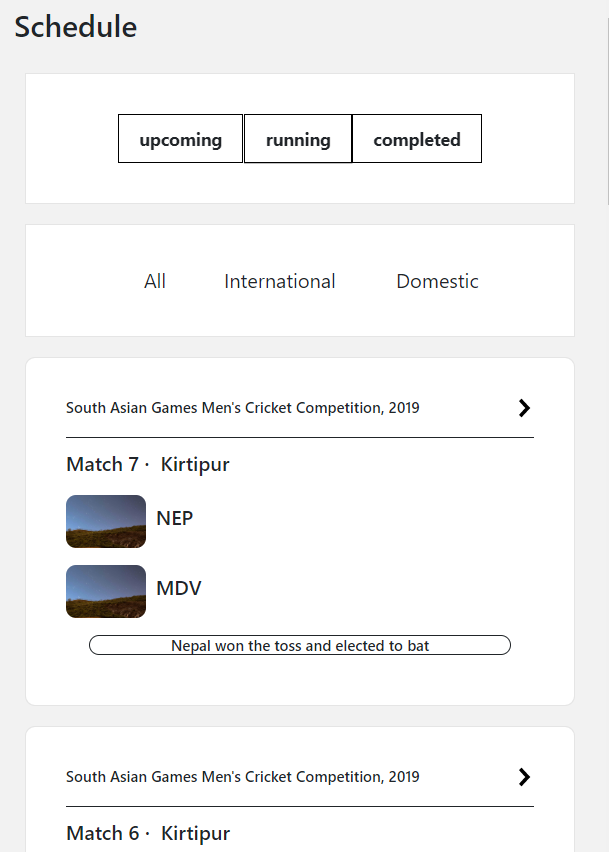 Schedule
upcoming running completed
All International Domestic
South Asian Games Men's Cricket Competition, 2019
Match 7 · Kirtipur
NEP
MDV
Nepal won the toss and elected to bat
South Asian Games Men's Cricket Competition, 2019
Match 6 · Kirtipur